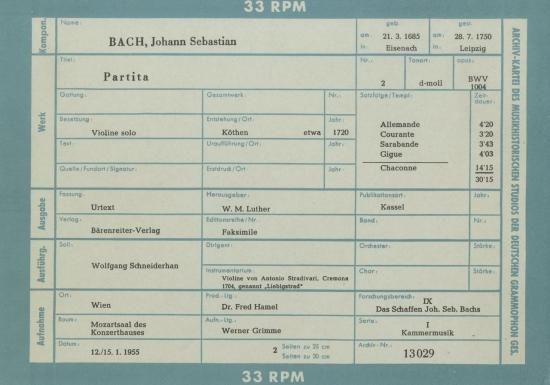 33 RPM
Kompon.
Name:
BACH, Johann Sebastian
geb.
am: 21. 3. 1685
in: Eisenach
gest.
am: 28. 7. 1750
in: Leipzig
Werk
Titel:
Partita
Nr.:
2
Tonart:
d-moll
opus:
BWV
1004
Gattung:
Gesamtwerk:
Nr.:
Satzfolge/Tempi:
Zeit-
dauer:
Besetzung:
Violine solo
Entstehung/Ort:
Köthen
etwa
Jahr:
1720
Text:
Uraufführung/Ort:
Jahr:
Quelle/Fundort/Signatur:
Erstdruck/Ort:
Jahr:
Allemande 4'20
Courante 3'20
Sarabande 3'43
Gigue 4'03
Chaconne 14'15
30'15
Ausgabe
Fassung:
Urtext
Herausgeber:
W. M. Luther
Publikationsort:
Kassel
Jahr:
Verlag:
Bärenreiter-Verlag
Editionsreihe/Nr.
Faksimile
Band:
Nr.:
Ausführg.
Soli:
Wolfgang Schneiderhan
Dirigent:
Orchester:
Stärke:
Instrumentarium:
Violine von Antonio Stradivari, Cremona
1704, genannt „Liebigstrad"
Chor:
Stärke:
Aufnahme
Ort:
Wien
Prod.-Ltg.:
Dr. Fred Hamel
Forschungsbereich:
IX
Das Schaffen Joh. Seb. Bachs
Raum:
Mozartsaal des
Konzerthauses
Aufn.-Ltg.:
Werner Grimme
Serie:
I
Kammermusik
Datum:
12./15. 1. 1955
2 Seiten zu 25 cm
Seiten zu 30 cm
Archiv-Nr.:
13029
ARCHIV-KARTEI DES MUSIKHISTORISCHEN STUDIOS DER DEUTSCHEN GRAMMOPHON GES.
33 RPM